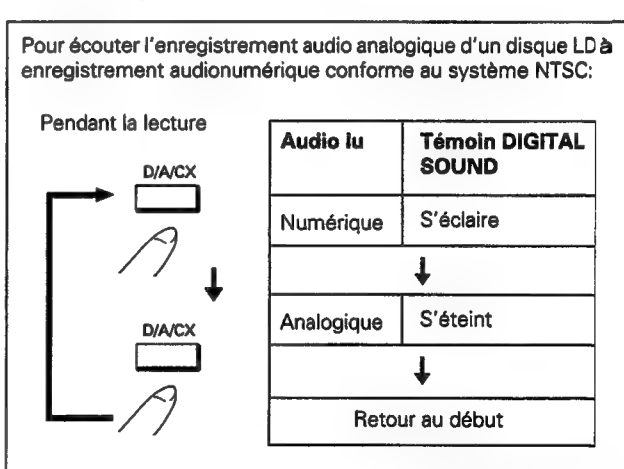 Pour écouter l'enregistrement audio analogique d'un disque LD à
enregistrement audionumérique conforme au système NTSC:
Pendant la lecture
D/A/CX
D/A/CX
Audio lu Témoin DIGITAL
SOUND
Numérique S'éclaire
Analogique S'éteint
Retour au début